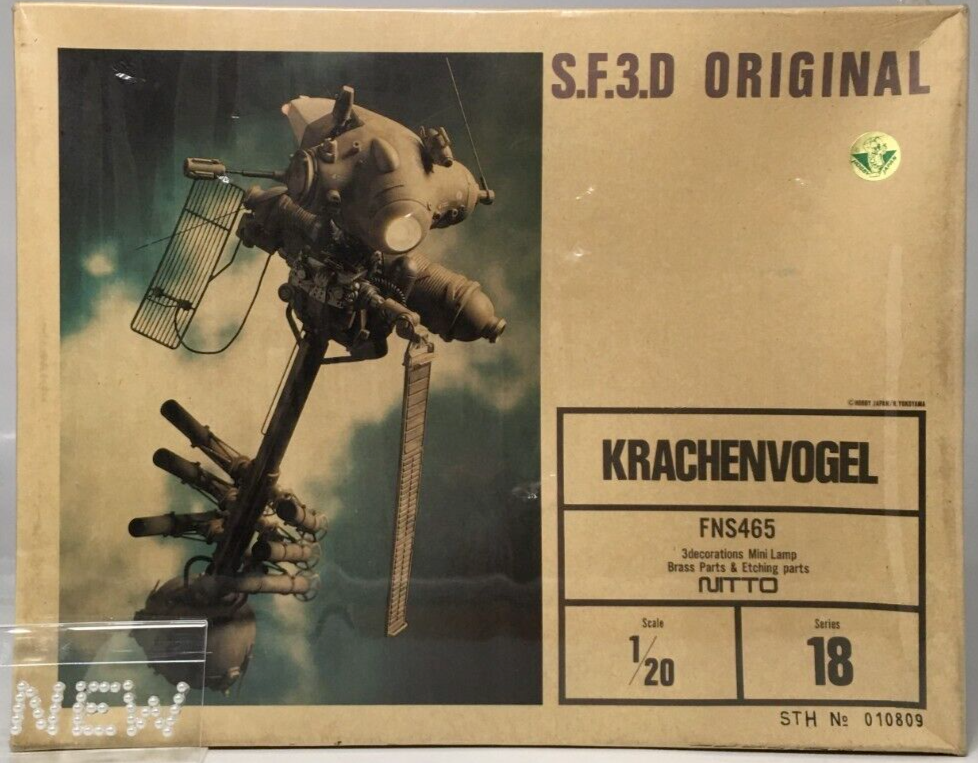 S.F.3.D ORIGINAL
© HOBBY JAPAN, K. YOKOYAMA
KRACHENVOGEL
FNS465
3decorations Mini Lamp
Brass Parts & Etching parts
NITTO
Scale
1/20
Series
18
STH № 010809
NEW